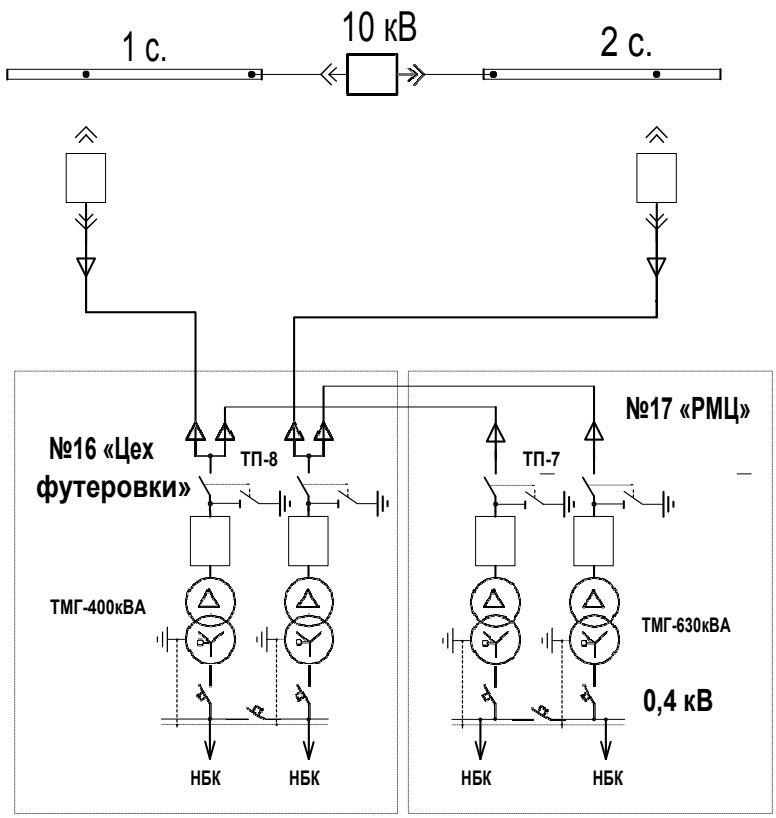 1 с.
10 кВ
2 с.
№16 «Цех
футеровки»
ТП-8
ТП-7
№17 «РМЦ»
ТМГ-400кВА
ТМГ-630кВА
0,4 кВ
НБК
НБК
НБК
НБК